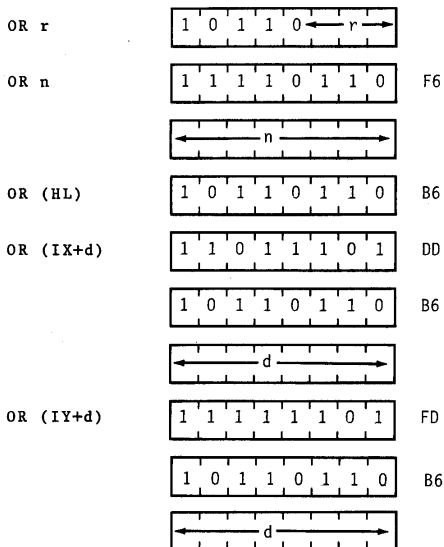 OR r 1 0 1 1 0 r
OR n 1 1 1 1 0 1 1 0 F6
n
OR (HL) 1 0 1 1 0 1 1 0 B6
OR (IX+d) 1 1 0 1 1 1 0 1 DD
1 0 1 1 0 1 1 0 B6
d
OR (IY+d) 1 1 1 1 1 1 0 1 FD
1 0 1 1 0 1 1 0 B6
d